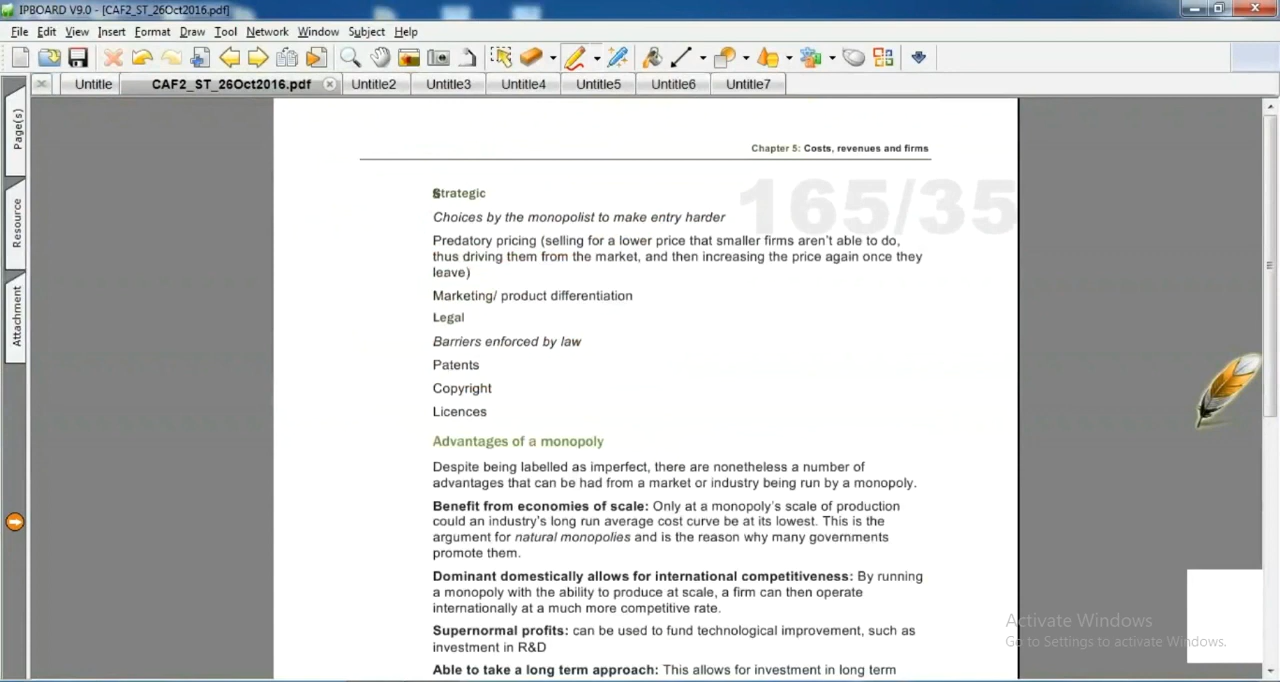 IPBOARD V9.0 - [CAF2_ST_26Oct2016.pdf]
File Edit View Insert Format Draw Tool Network Window Subject Help
Untitle CAF2_ST_26Oct2016.pdf Untitle2 Untitle3 Untitle4 Untitle5 Untitle6 Untitle7
Page(s)
Resource
Attachment
Chapter 5: Costs, revenues and firms
165/35
Strategic
Choices by the monopolist to make entry harder
Predatory pricing (selling for a lower price that smaller firms aren't able to do,
thus driving them from the market, and then increasing the price again once they
leave)
Marketing/ product differentiation
Legal
Barriers enforced by law
Patents
Copyright
Licences
Advantages of a monopoly
Despite being labelled as imperfect, there are nonetheless a number of
advantages that can be had from a market or industry being run by a monopoly.
Benefit from economies of scale: Only at a monopoly's scale of production
could an industry's long run average cost curve be at its lowest. This is the
argument for natural monopolies and is the reason why many governments
promote them.
Dominant domestically allows for international competitiveness: By running
a monopoly with the ability to produce at scale, a firm can then operate
internationally at a much more competitive rate.
Supernormal profits: can be used to fund technological improvement, such as
investment in R&D
Able to take a long term approach: This allows for investment in long term
Activate Windows
Go to Settings to activate Windows.